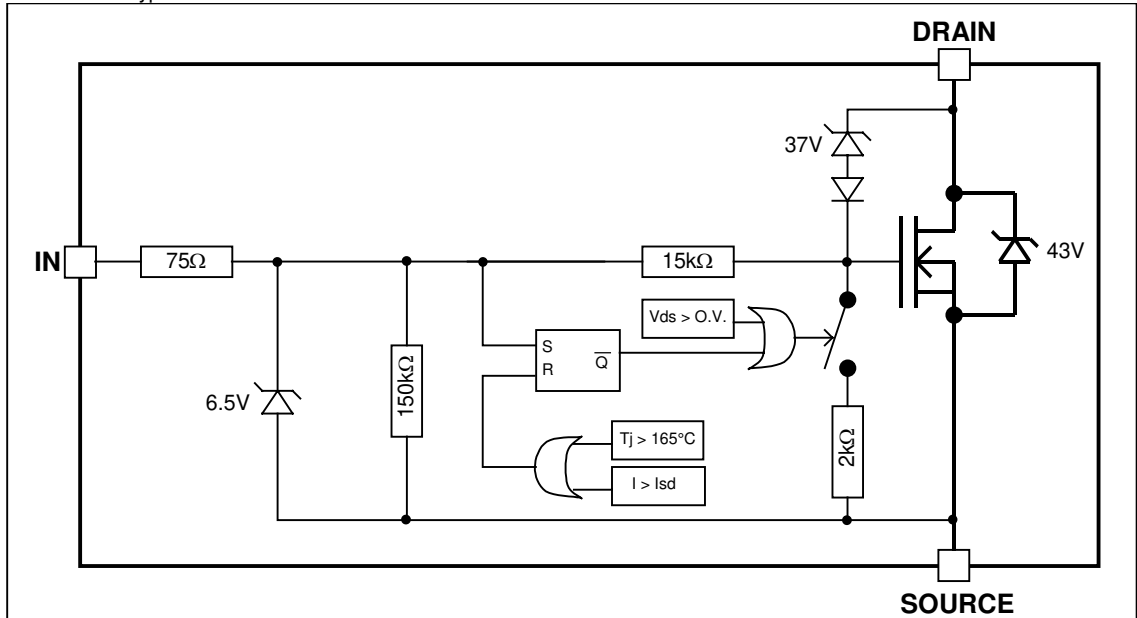 DRAIN
37V
43V
IN
75Ω
15kΩ
Vds > O.V.
S
R
Q̅
150kΩ
6.5V
Tj > 165°C
I > Isd
2kΩ
SOURCE